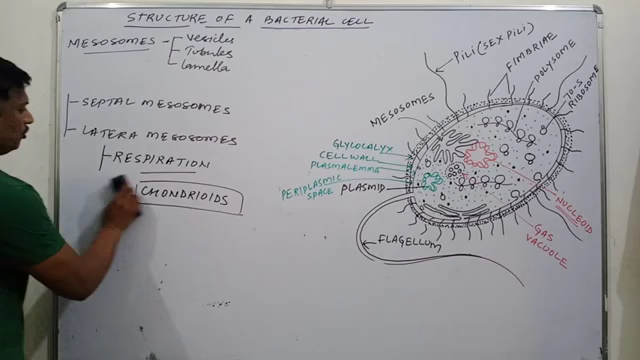 STRUCTURE OF A BACTERIAL CELL
MESOSOMES
Vesicles
Tubules
Lamella
SEPTAL MESOSOMES
LATERA MESOSOMES
RESPIRATION
CHONDRIOIDS
PILI (SEX PILI)
FIMBRIAE
POLYSOME
70-S RIBOSOME
MESOSOMES
GLYCOCALYX
CELL WALL
PLASMALEMMA
PERIPLASMIC SPACE
PLASMID
FLAGELLUM
NUCLEOID
GAS VACUOLE